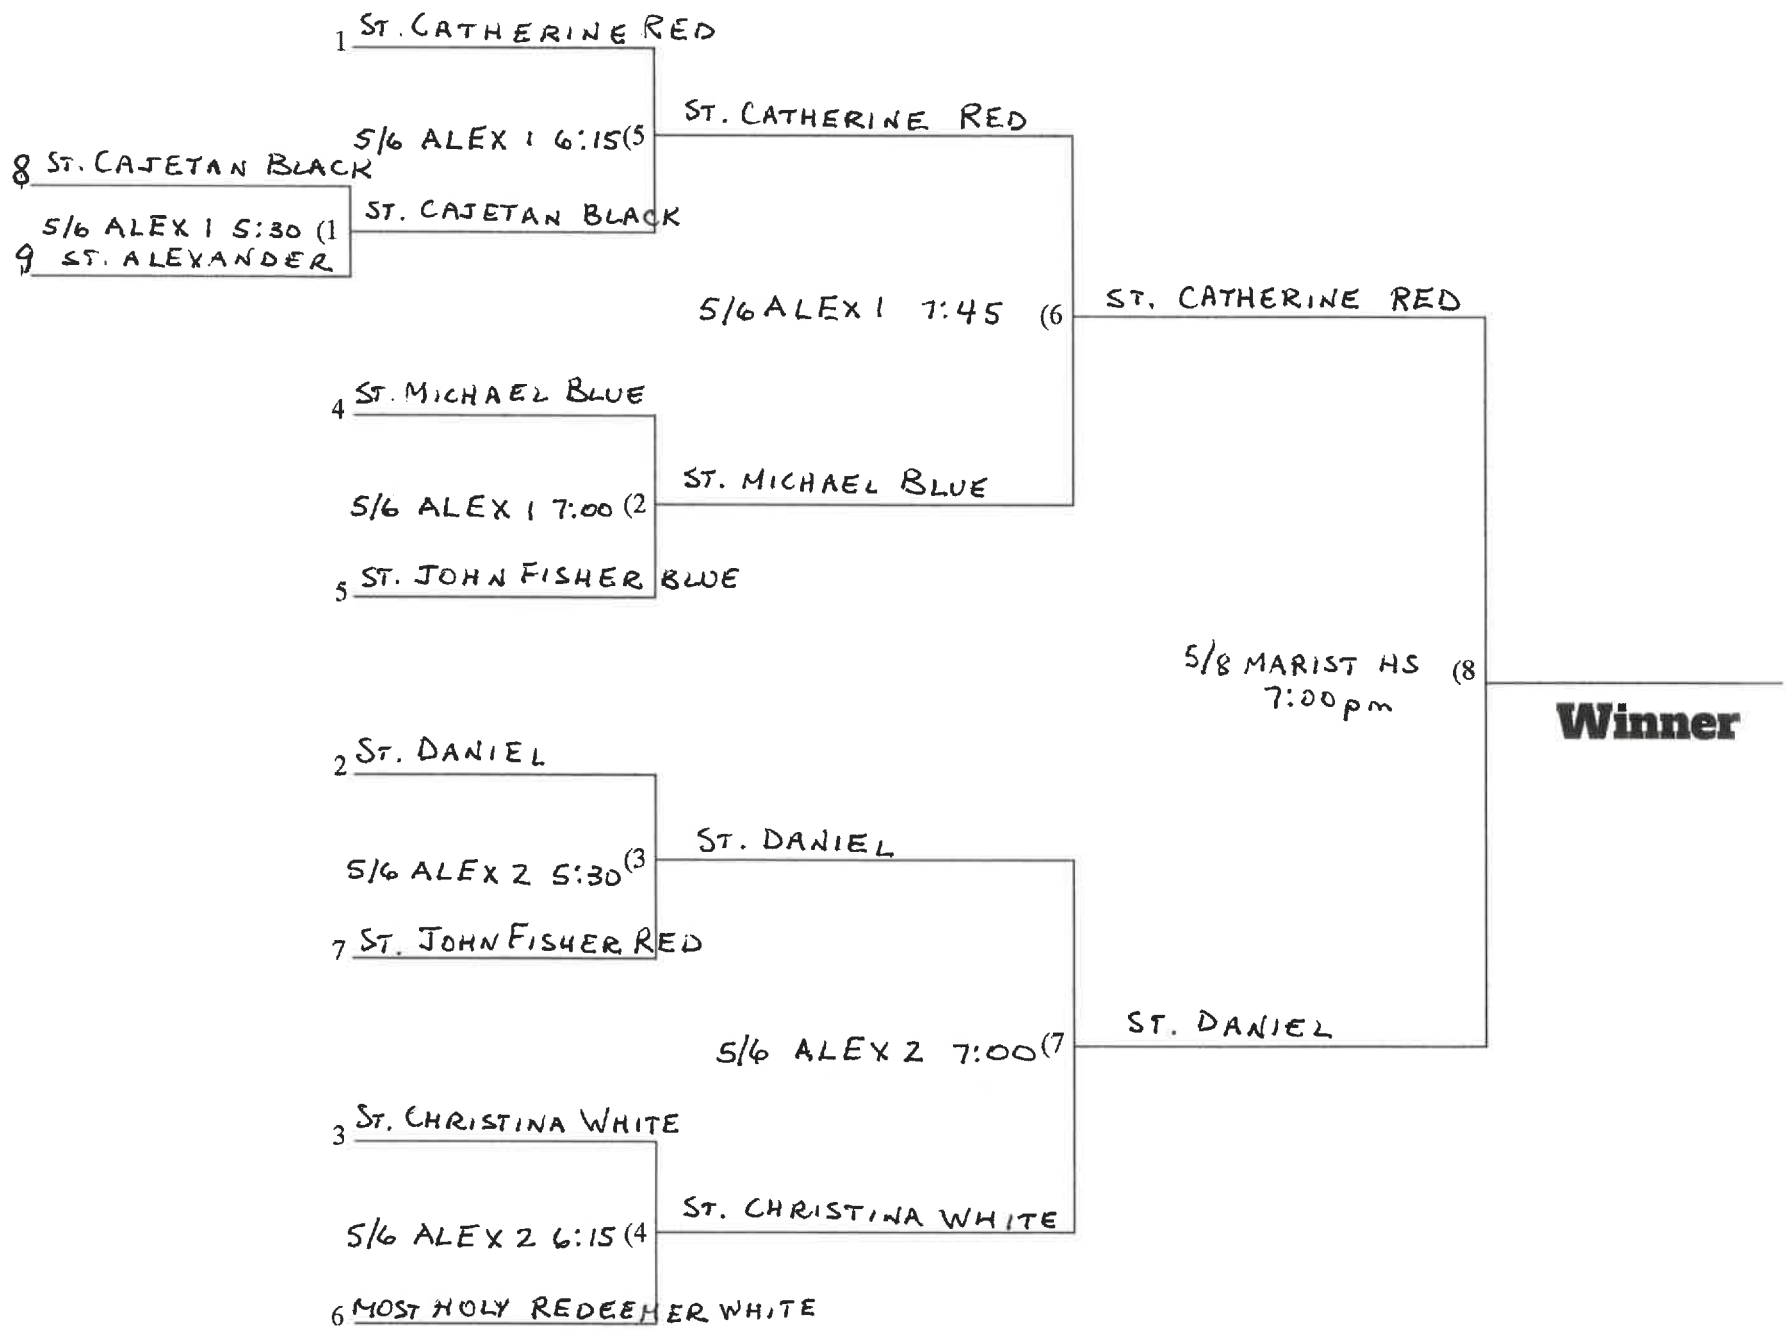 1 ST. CATHERINE RED
ST. CATHERINE RED
5/6 ALEX 1 6:15 (5
8 ST. CAJETAN BLACK
ST. CAJETAN BLACK
5/6 ALEX 1 5:30 (1
9 ST. ALEXANDER
ST. CATHERINE RED
5/6 ALEX 1 7:45 (6
4 ST. MICHAEL BLUE
ST. MICHAEL BLUE
5/6 ALEX 1 7:00 (2
5 ST. JOHN FISHER BLUE
5/8 MARIST HS (8
7:00 pm
Winner
2 ST. DANIEL
ST. DANIEL
5/6 ALEX 2 5:30 (3
7 ST. JOHN FISHER RED
ST. DANIEL
5/6 ALEX 2 7:00 (7
3 ST. CHRISTINA WHITE
ST. CHRISTINA WHITE
5/6 ALEX 2 6:15 (4
6 MOST HOLY REDEEMER WHITE